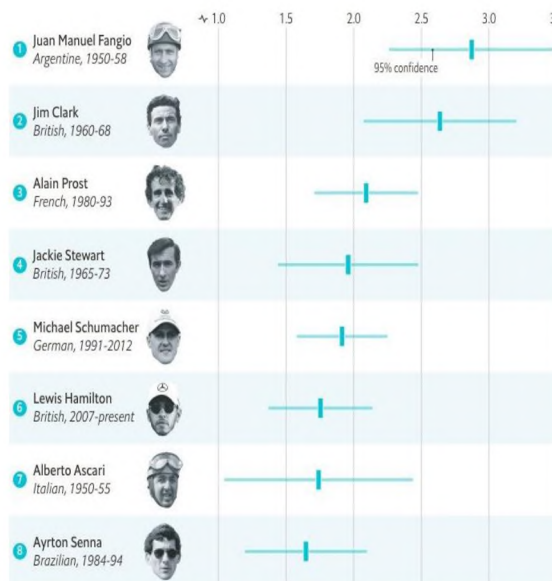 1.0 1.5 2.0 2.5 3.0
1 Juan Manuel Fangio
Argentine, 1950-58
95% confidence
2 Jim Clark
British, 1960-68
3 Alain Prost
French, 1980-93
4 Jackie Stewart
British, 1965-73
5 Michael Schumacher
German, 1991-2012
6 Lewis Hamilton
British, 2007-present
7 Alberto Ascari
Italian, 1950-55
8 Ayrton Senna
Brazilian, 1984-94